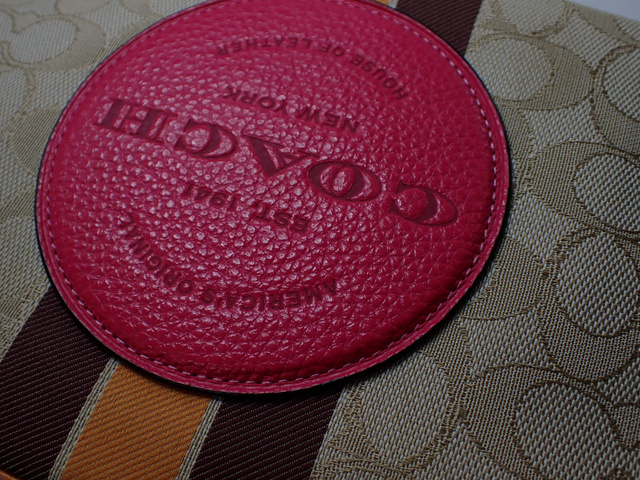 AMERICA'S ORIGINAL
EST. 1941
COACH
NEW YORK
HOUSE OF LEATHER